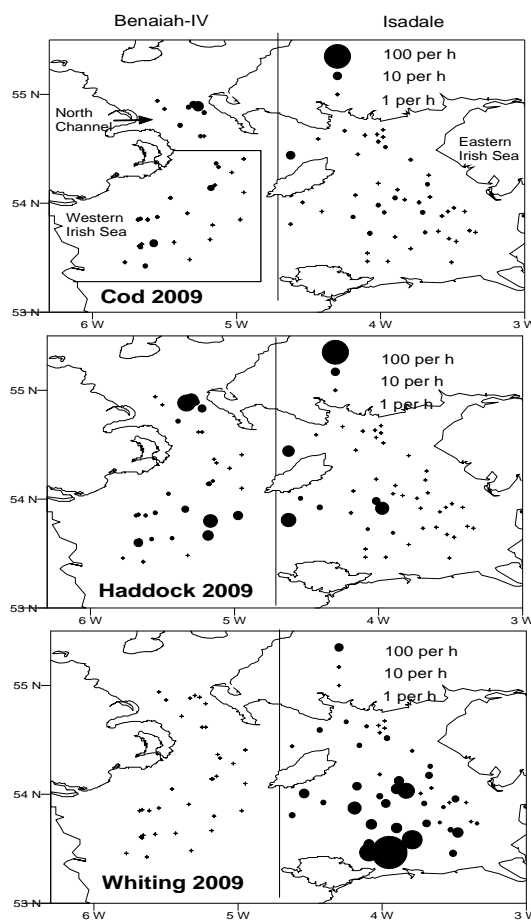 Benaiah-IV Isadale
100 per h
10 per h
1 per h
55 N
North
Channel
Eastern
Irish Sea
54 N
Western
Irish Sea
Cod 2009
53 N
6 W 5 W 4 W 3 W
100 per h
10 per h
1 per h
55 N
54 N
Haddock 2009
53 N
6 W 5 W 4 W 3 W
100 per h
10 per h
1 per h
55 N
54 N
Whiting 2009
53 N
6 W 5 W 4 W 3 W